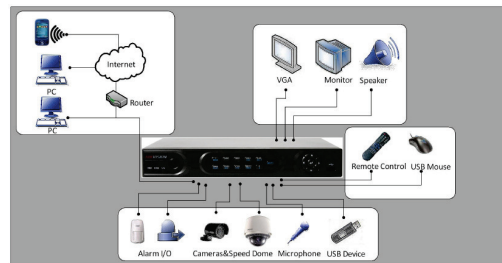 Internet
PC
Router
PC
VGA
Monitor
Speaker
Remote Control
USB Mouse
Alarm I/O
Cameras&Speed Dome
Microphone
USB Device